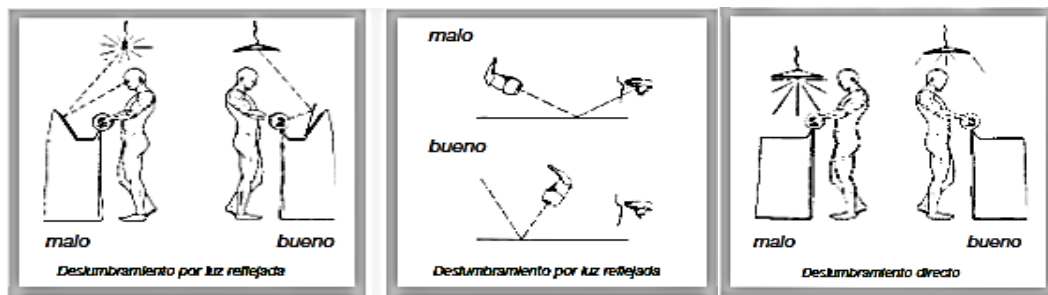 malo
bueno
Deslumbramiento por luz reflejada
malo
bueno
Deslumbramiento por luz reflejada
malo
bueno
Deslumbramiento directo